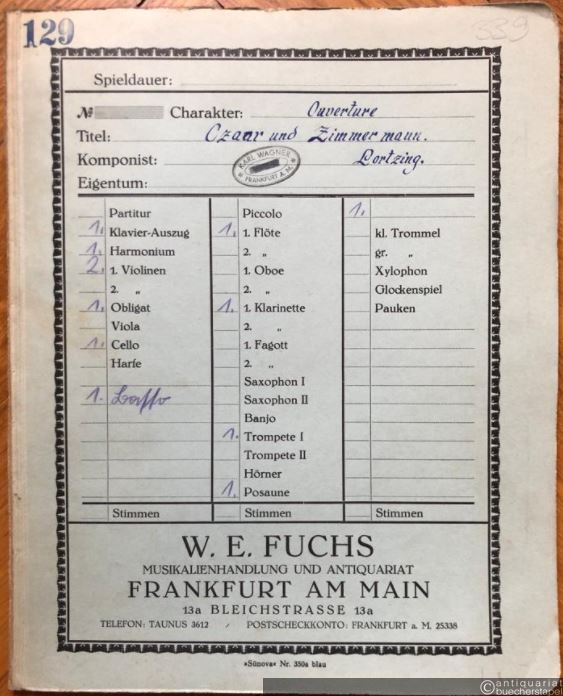 129
339
Spieldauer:
№ Charakter: Ouverture
Titel: Czaar und Zimmermann.
Komponist: Lortzing.
KARL WAGNER
FRANKFURT A. M.
Eigentum:
Partitur
1. Klavier-Auszug
1. Harmonium
2. 1. Violinen
2. „
1. Obligat
Viola
1. Cello
Harfe
1. Basso
Stimmen
Piccolo
1. 1. Flöte
2. „
1. Oboe
2. „
1. 1. Klarinette
2. „
1. Fagott
2. „
Saxophon I
Saxophon II
Banjo
1. Trompete I
Trompete II
Hörner
1. Posaune
Stimmen
1.
kl. Trommel
gr. „
Xylophon
Glockenspiel
Pauken
Stimmen
W. E. FUCHS
MUSIKALIENHANDLUNG UND ANTIQUARIAT
FRANKFURT AM MAIN
13a BLEICHSTRASSE 13a
TELEFON: TAUNUS 3612 / POSTSCHECKKONTO: FRANKFURT a. M. 25338
»Sünova« Nr. 350a blau
©antiquariat
buecherstapel